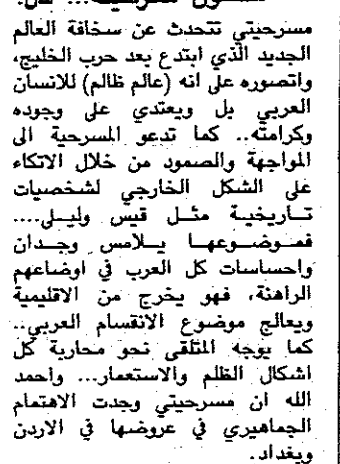 مسرحيتي تتحدث عن سخافة العالم
الجديد الذي ابتدع بعد حرب الخليج،
واتصوره على انه (عالم ظالم) للانسان
العربي بل ويعتدي على وجوده
وكرامته.. كما تدعو المسرحية الى
المواجهة والصمود من خلال الاتكاء
على الشكل الخارجي لشخصيات
تاريخية مثل قيس وليلى....
فموضوعها يلامس وجدان
واحساسات كل العرب في اوضاعهم
الراهنة، فهو يخرج من الاقليمية
ويعالج موضوع الانقسام العربي..
كما يوجه المتلقي نحو محاربة كل
اشكال الظلم والاستعمار... واحمد
الله ان مسرحيتي وجدت الاهتمام
الجماهيري في عروضها في الاردن
وبغداد.